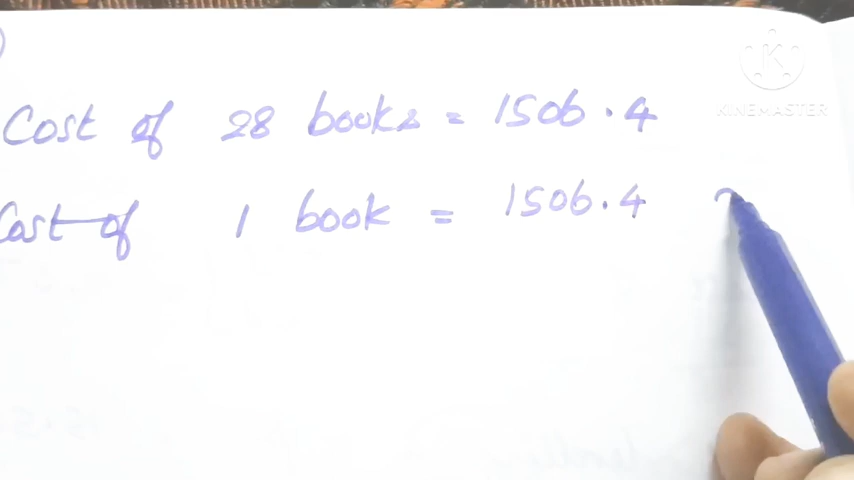 Cost of 28 books = 1506.4
Cost of 1 book = 1506.4
KINEMASTER